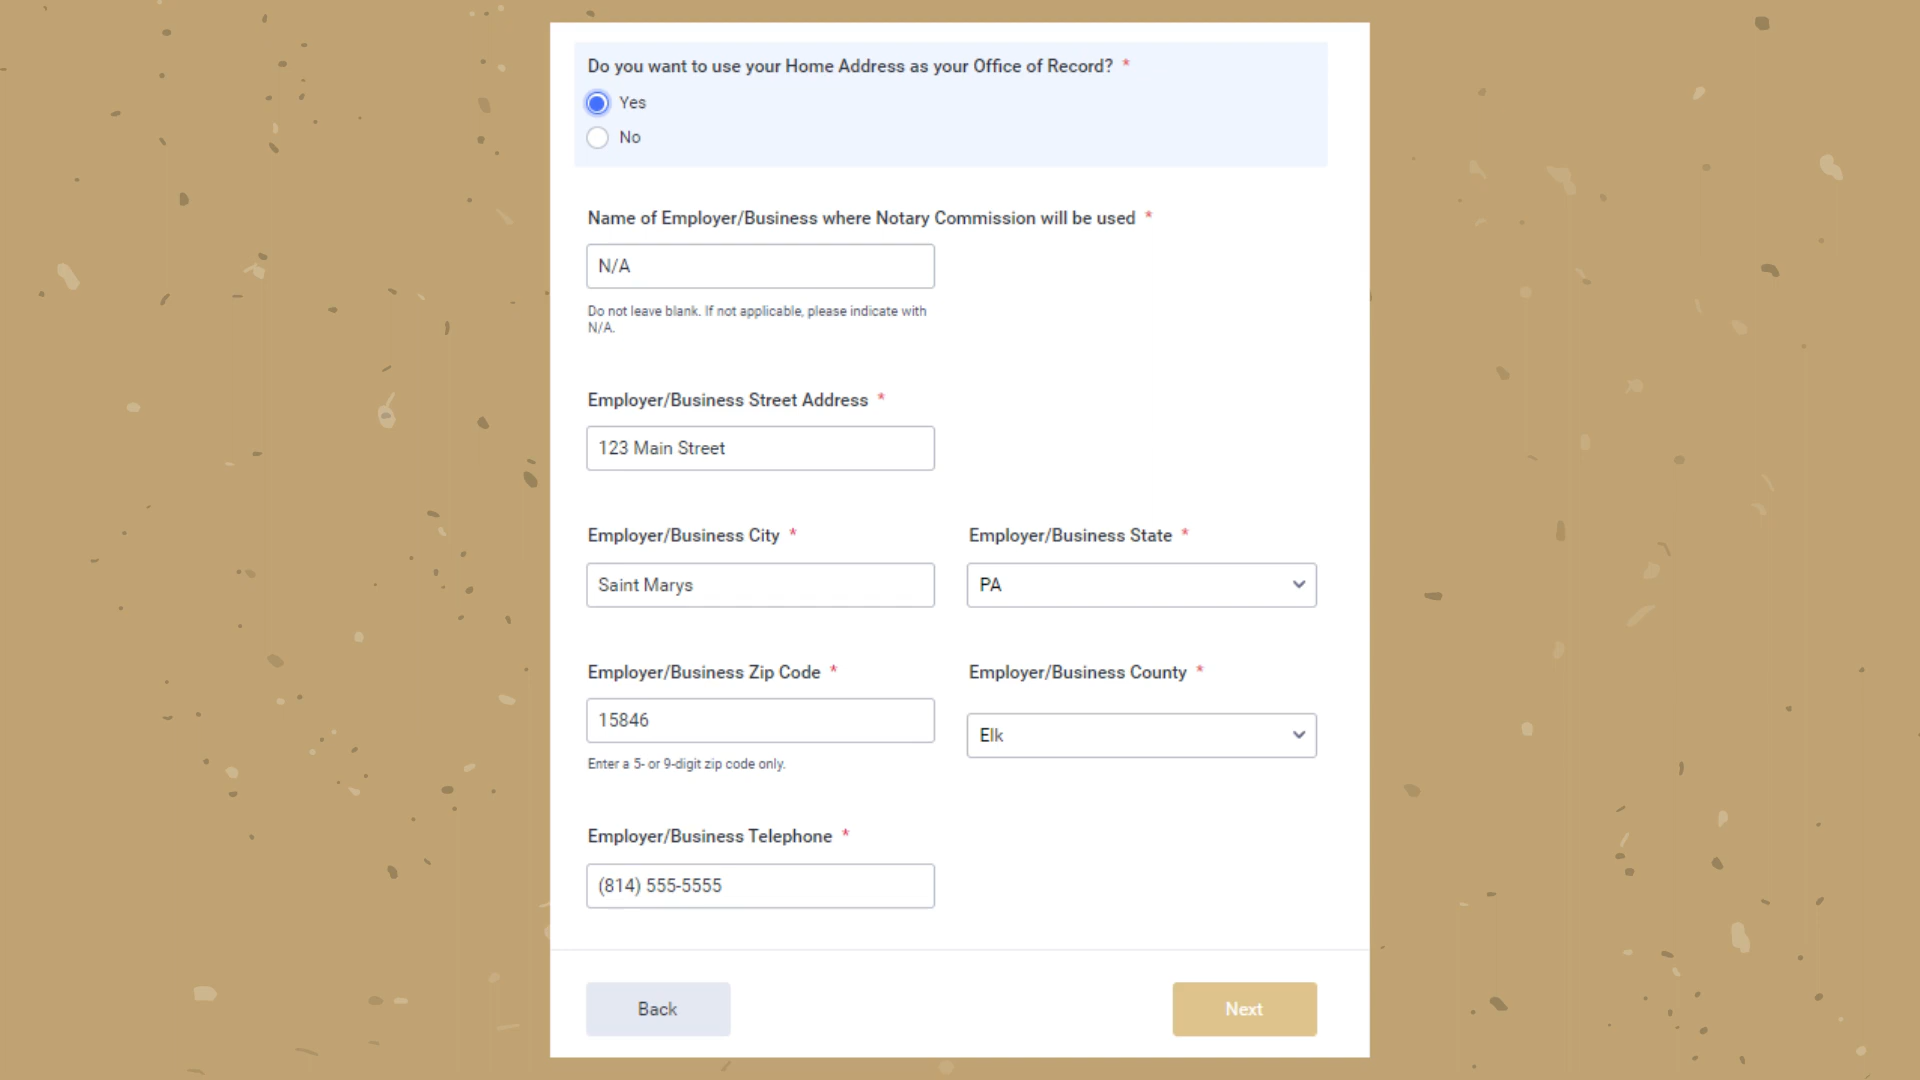 Do you want to use your Home Address as your Office of Record? *
Yes
No
Name of Employer/Business where Notary Commission will be used *
N/A
Do not leave blank. If not applicable, please indicate with
N/A.
Employer/Business Street Address *
123 Main Street
Employer/Business City *
Employer/Business State *
Saint Marys
PA
Employer/Business Zip Code *
Employer/Business County *
15846
Elk
Enter a 5- or 9-digit zip code only.
Employer/Business Telephone *
(814) 555-5555
Back
Next